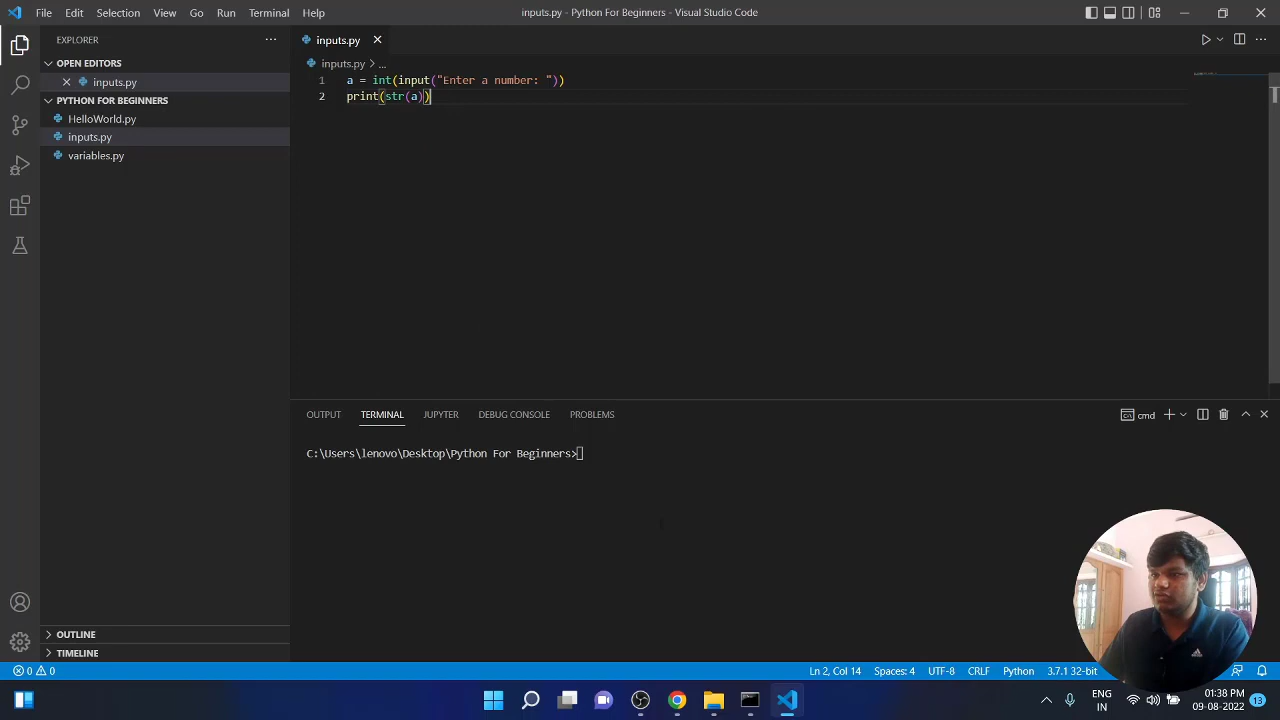 File Edit Selection View Go Run Terminal Help
inputs.py - Python For Beginners - Visual Studio Code
EXPLORER
OPEN EDITORS
inputs.py
PYTHON FOR BEGINNERS
HelloWorld.py
inputs.py
variables.py
OUTLINE
TIMELINE
inputs.py
inputs.py > ...
1 a = int(input("Enter a number: "))
2 print(str(a))
OUTPUT TERMINAL JUPYTER DEBUG CONSOLE PROBLEMS
cmd
C:\Users\lenovo\Desktop\Python For Beginners>
0 0
Ln 2, Col 14 Spaces: 4 UTF-8 CRLF Python 3.7.1 32-bit
ENG
IN
01:38 PM
09-08-2022
13